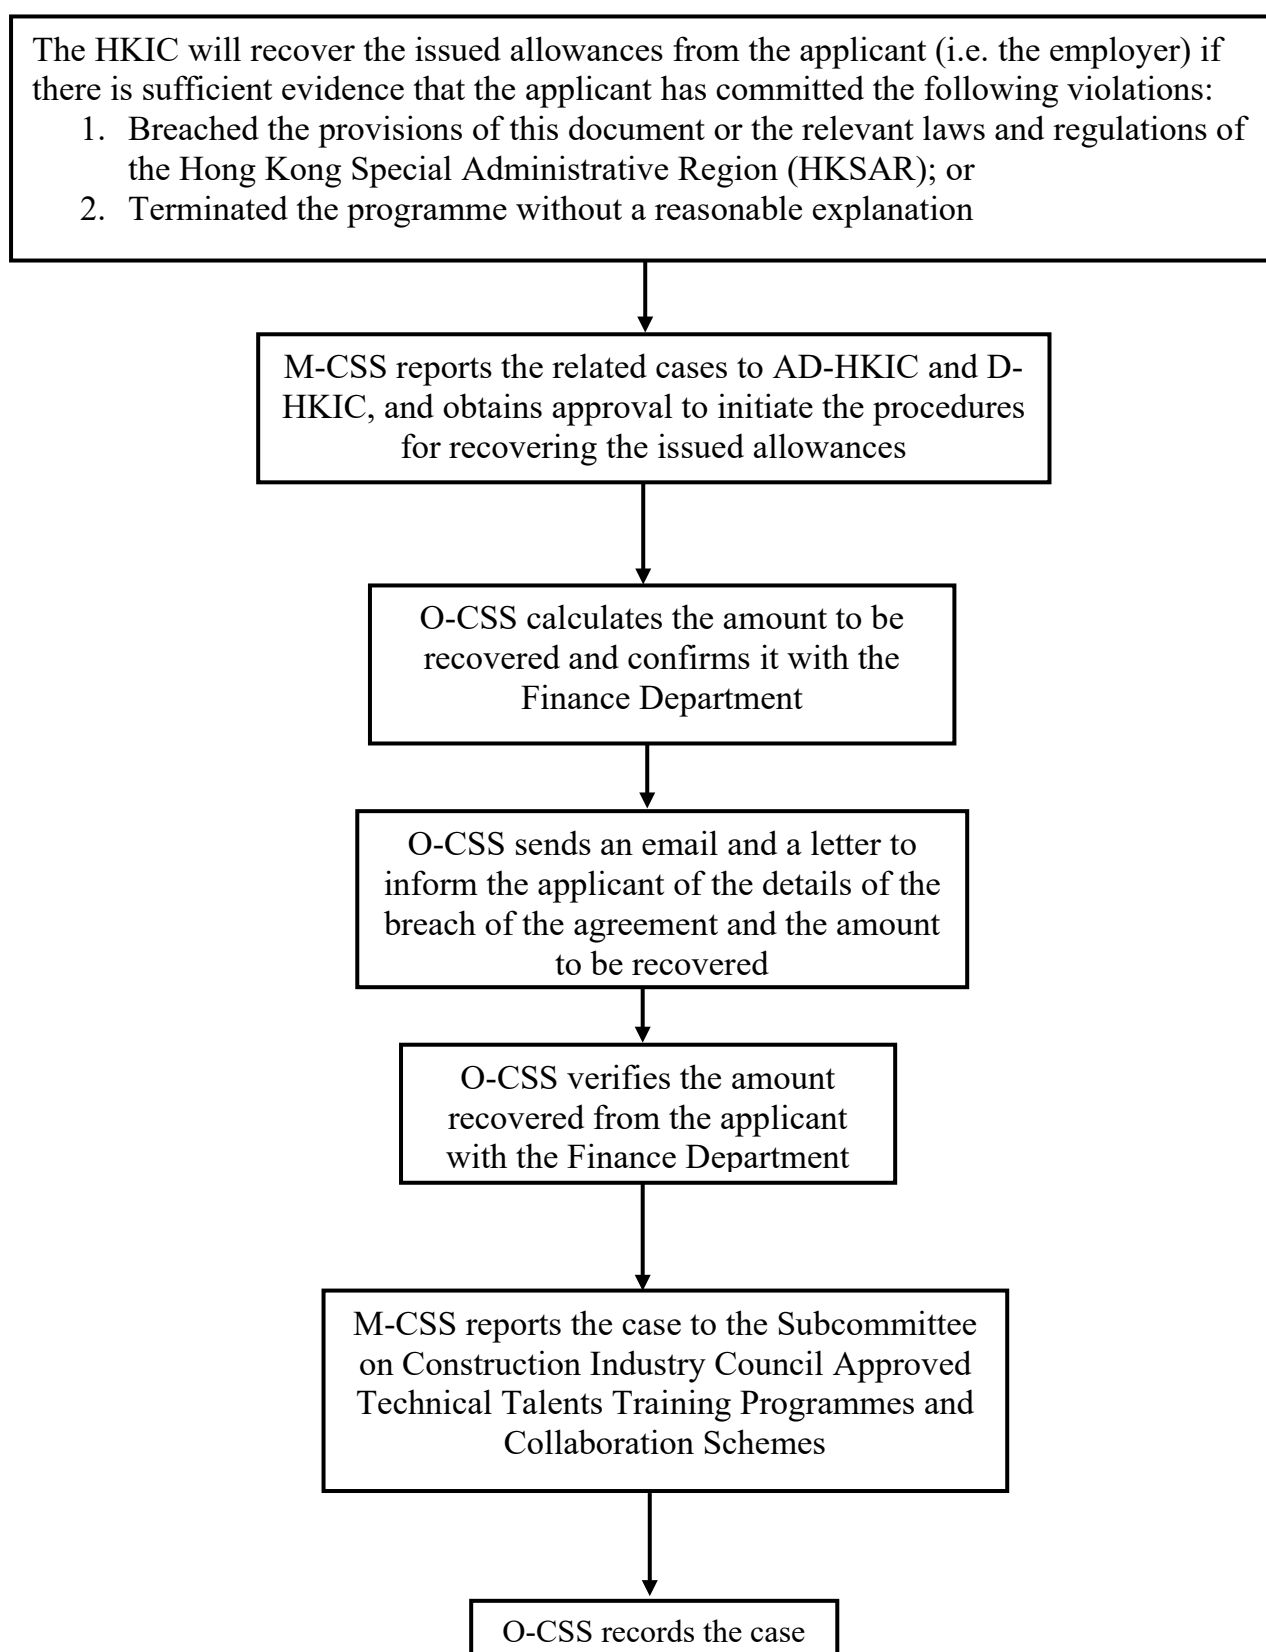 The HKIC will recover the issued allowances from the applicant (i.e. the employer) if
there is sufficient evidence that the applicant has committed the following violations:
1. Breached the provisions of this document or the relevant laws and regulations of
the Hong Kong Special Administrative Region (HKSAR); or
2. Terminated the programme without a reasonable explanation
M-CSS reports the related cases to AD-HKIC and D-
HKIC, and obtains approval to initiate the procedures
for recovering the issued allowances
O-CSS calculates the amount to be
recovered and confirms it with the
Finance Department
O-CSS sends an email and a letter to
inform the applicant of the details of the
breach of the agreement and the amount
to be recovered
O-CSS verifies the amount
recovered from the applicant
with the Finance Department
M-CSS reports the case to the Subcommittee
on Construction Industry Council Approved
Technical Talents Training Programmes and
Collaboration Schemes
O-CSS records the case